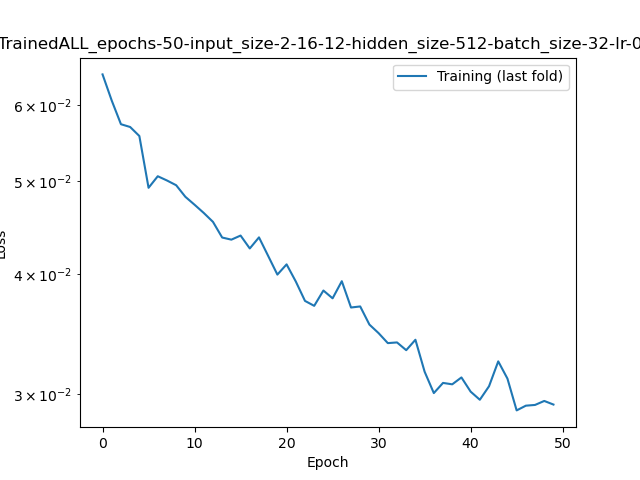 TrainedALL_epochs-50-input_size-2-16-12-hidden_size-512-batch_size-32-lr-0
Training (last fold)
6 × 10⁻²
5 × 10⁻²
4 × 10⁻²
3 × 10⁻²
Loss
0 10 20 30 40 50
Epoch